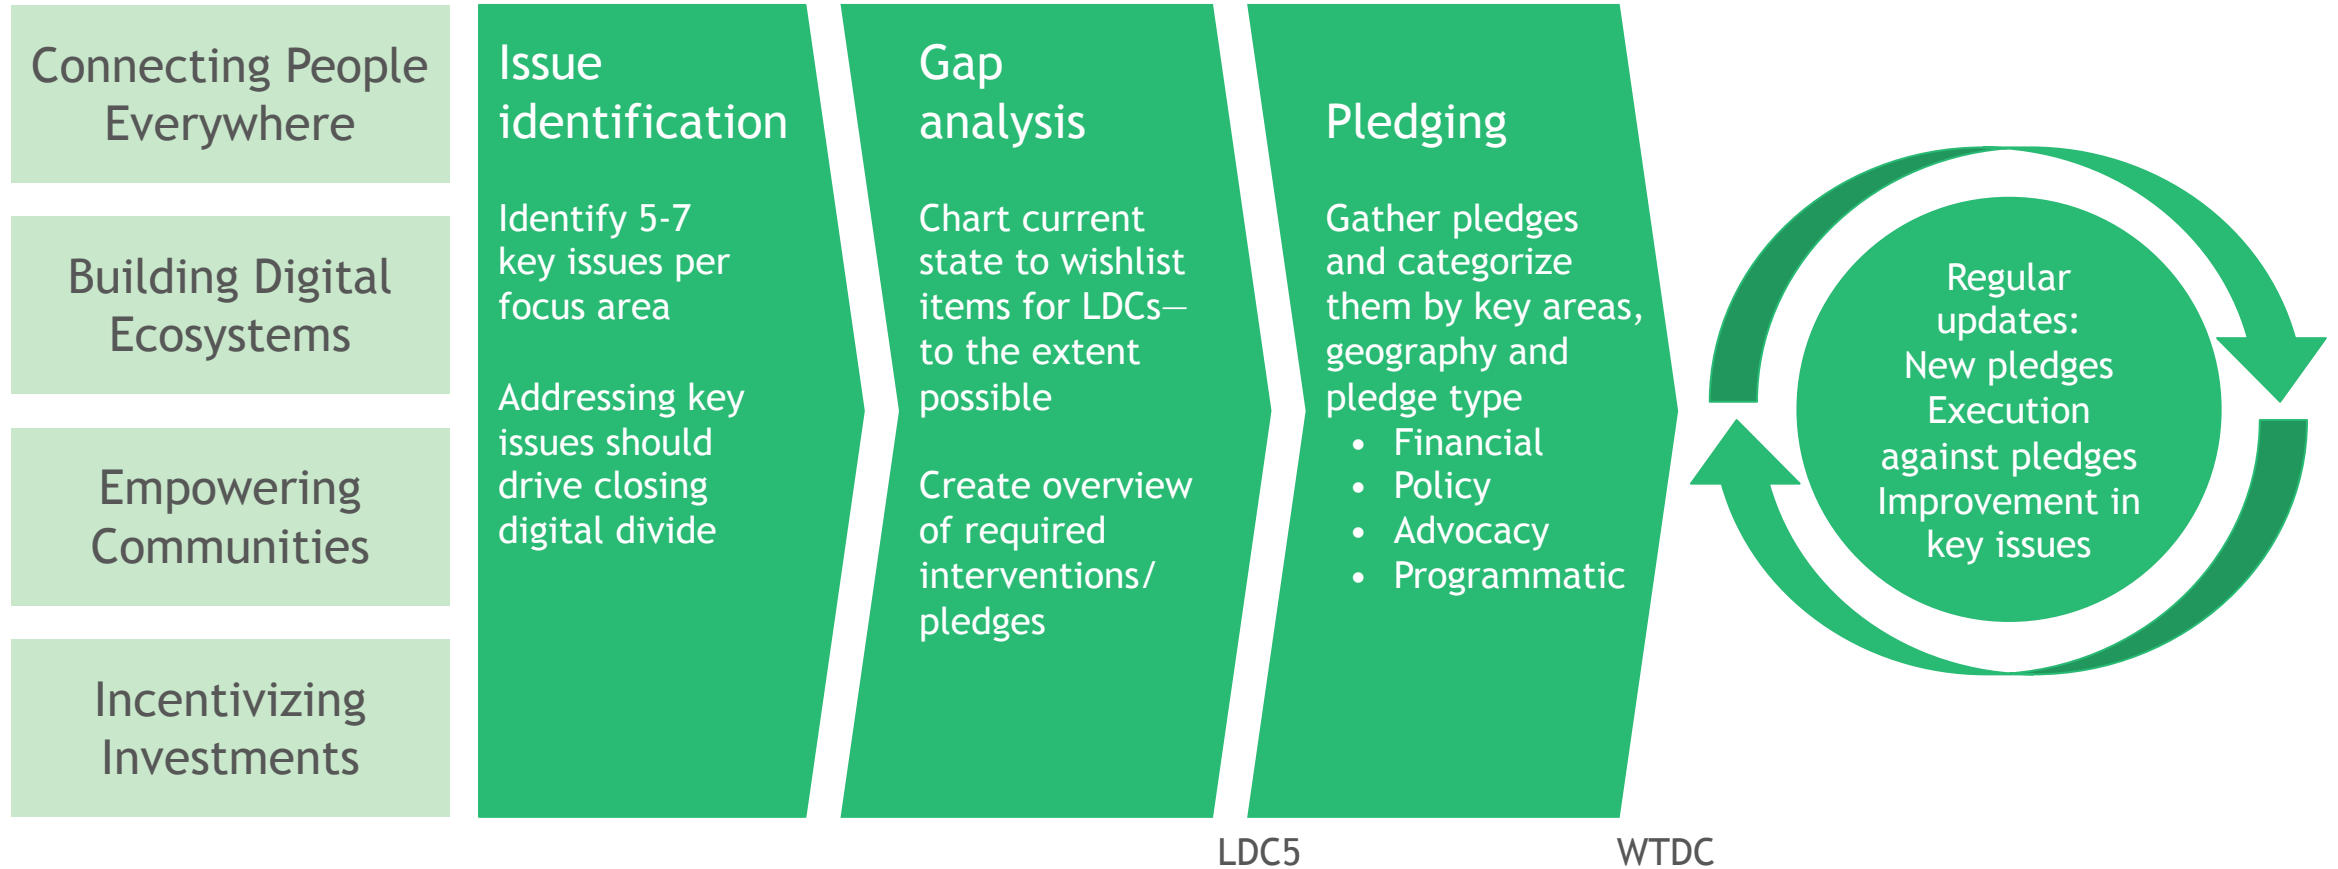 Connecting People
Everywhere
Building Digital
Ecosystems
Empowering
Communities
Incentivizing
Investments
Issue
identification
Identify 5-7
key issues per
focus area
Addressing key
issues should
drive closing
digital divide
Gap
analysis
Chart current
state to wishlist
items for LDCs—
to the extent
possible
Create overview
of required
interventions/
pledges
Pledging
Gather pledges
and categorize
them by key areas,
geography and
pledge type
• Financial
• Policy
• Advocacy
• Programmatic
Regular
updates:
New pledges
Execution
against pledges
Improvement in
key issues
LDC5
WTDC